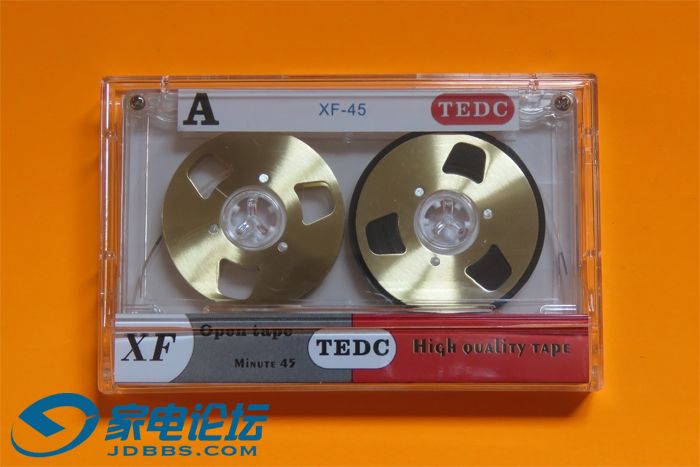 A
XF-45
TEDC
XF
Open tape
MINUTE 45
TEDC
High QUALITY TAPE
家电论坛
JDBBS.COM